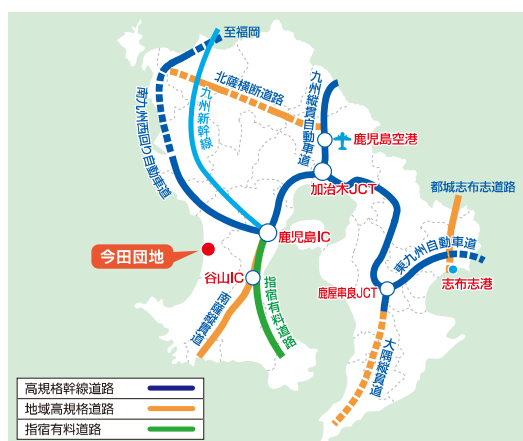 至福岡
北薩横断道路
九州新幹線
九州縦貫自動車道
南九州西回り自動車道
鹿児島空港
加治木JCT
都城志布志道路
鹿児島IC
東九州自動車道
今田団地
志布志港
谷山IC
鹿屋串良JCT
指宿有料道路
南薩縦貫道
大隅縦貫道
高規格幹線道路
地域高規格道路
指宿有料道路